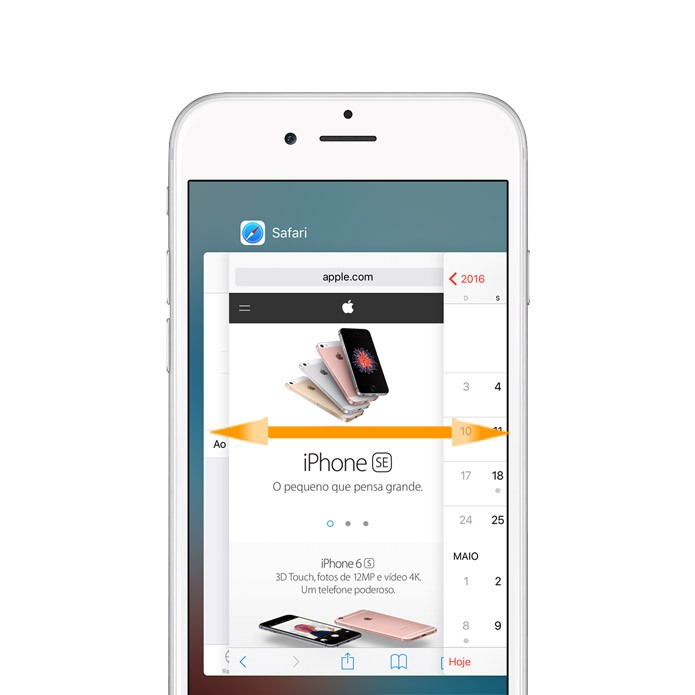 Safari
apple.com
iPhone SE
O pequeno que pensa grande.
iPhone 6 S
3D Touch, fotos de 12MP e vídeo 4K.
Um telefone poderoso.
Ao
2016
D S
3 4
10 11
17 18
24 25
MAIO
1 2
8 9
Hoje